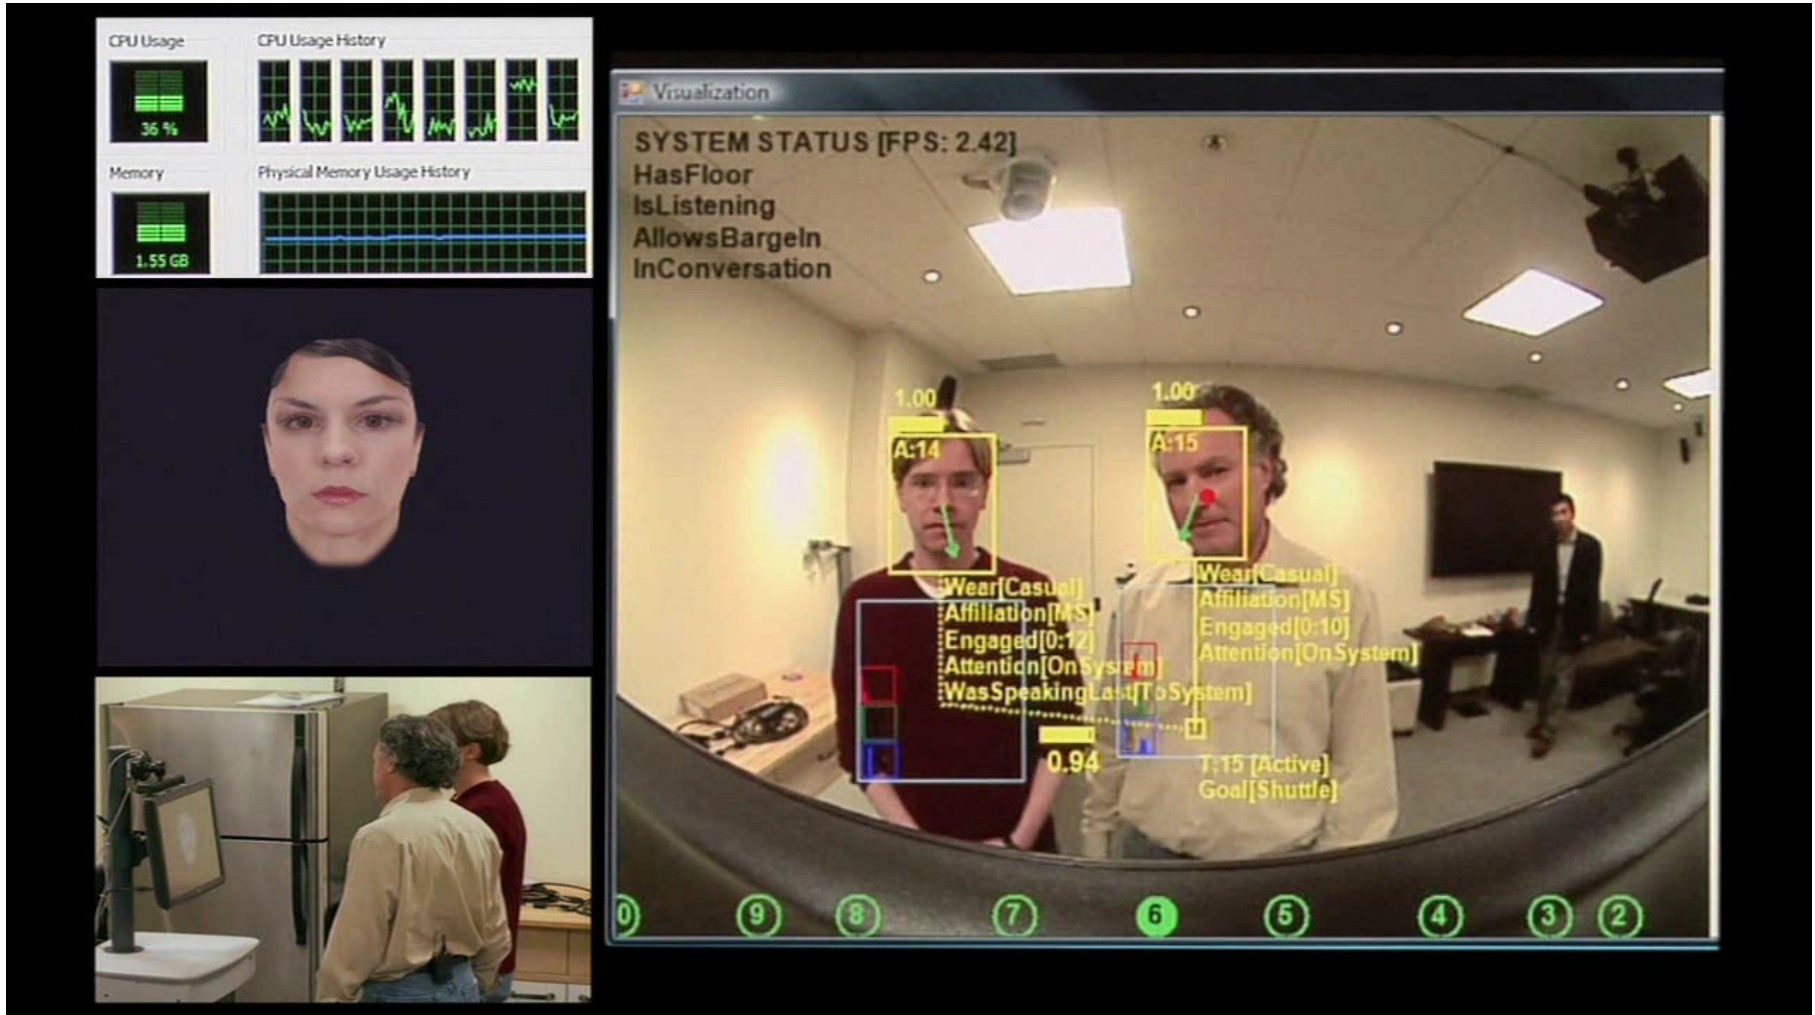 CPU Usage
CPU Usage History
36 %
Memory
Physical Memory Usage History
1.55 GB
Visualization
SYSTEM STATUS [FPS: 2.42]
HasFloor
IsListening
AllowsBargeIn
InConversation
1.00
A:14
Wear[Casual]
Affiliation[MS]
Engaged[0:12]
Attention[OnSystem]
WasSpeakingLast[ToSystem]
0.94
1.00
A:15
Wear[Casual]
Affiliation[MS]
Engaged[0:10]
Attention[OnSystem]
T:15 [Active]
Goal[Shuttle]
0 9 8 7 6 5 4 3 2